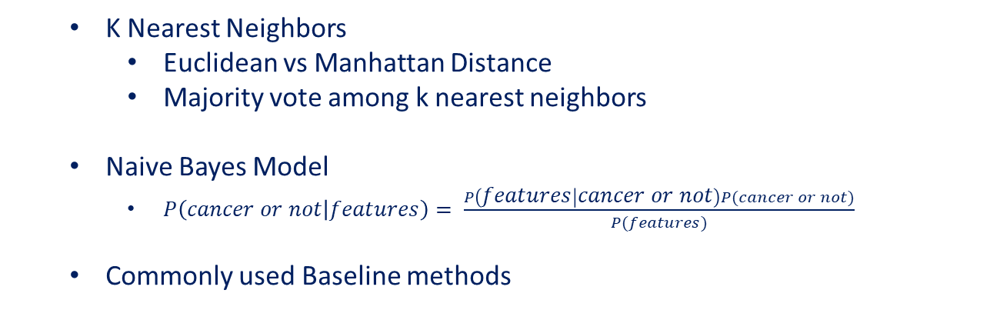 • K Nearest Neighbors
• Euclidean vs Manhattan Distance
• Majority vote among k nearest neighbors
• Naive Bayes Model
• P(cancer or not|features) = P(features|cancer or not)P(cancer or not) / P(features)
• Commonly used Baseline methods